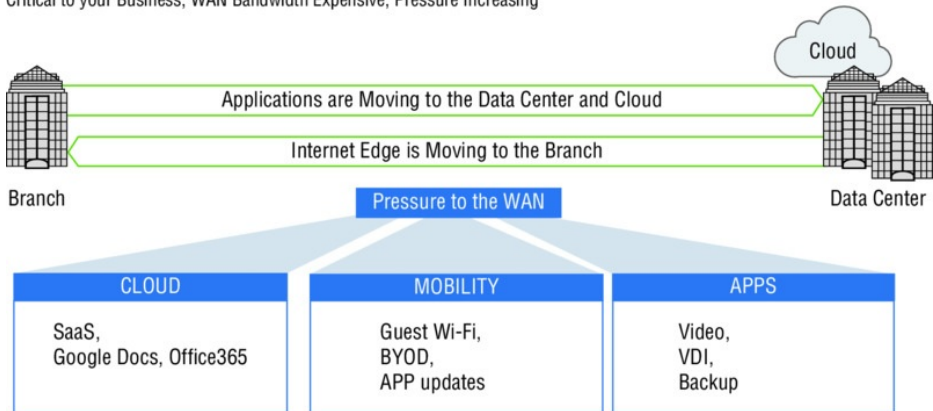 Critical to your Business, WAN Bandwidth Expensive, Pressure Increasing
Cloud
Applications are Moving to the Data Center and Cloud
Internet Edge is Moving to the Branch
Branch
Data Center
Pressure to the WAN
CLOUD
SaaS,
Google Docs, Office365
MOBILITY
Guest Wi-Fi,
BYOD,
APP updates
APPS
Video,
VDI,
Backup